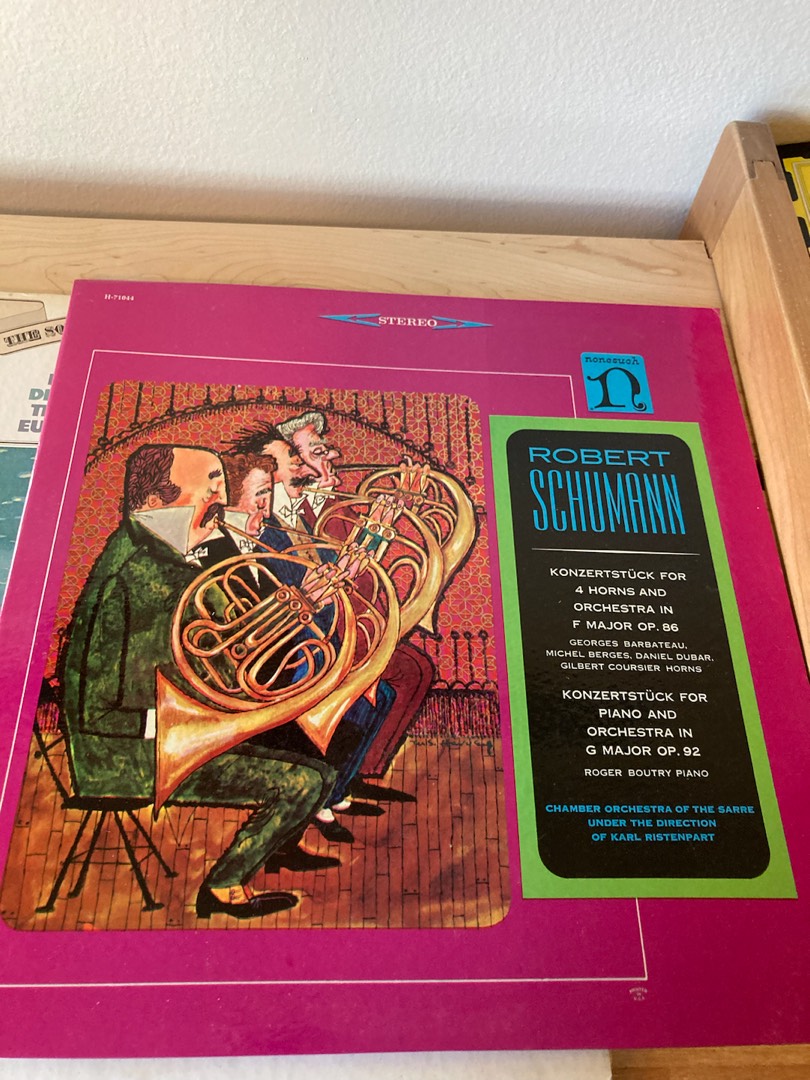 H-71044
STEREO
nonesuch
n
THE SO
ROBERT
SCHUMANN
KONZERTSTÜCK FOR
4 HORNS AND
ORCHESTRA IN
F MAJOR OP. 86
GEORGES BARBATEAU,
MICHEL BERGES, DANIEL DUBAR,
GILBERT COURSIER HORNS
KONZERTSTÜCK FOR
PIANO AND
ORCHESTRA IN
G MAJOR OP. 92
ROGER BOUTRY PIANO
CHAMBER ORCHESTRA OF THE SARRE
UNDER THE DIRECTION
OF KARL RISTENPART
PRINTED
IN
U.S.A.